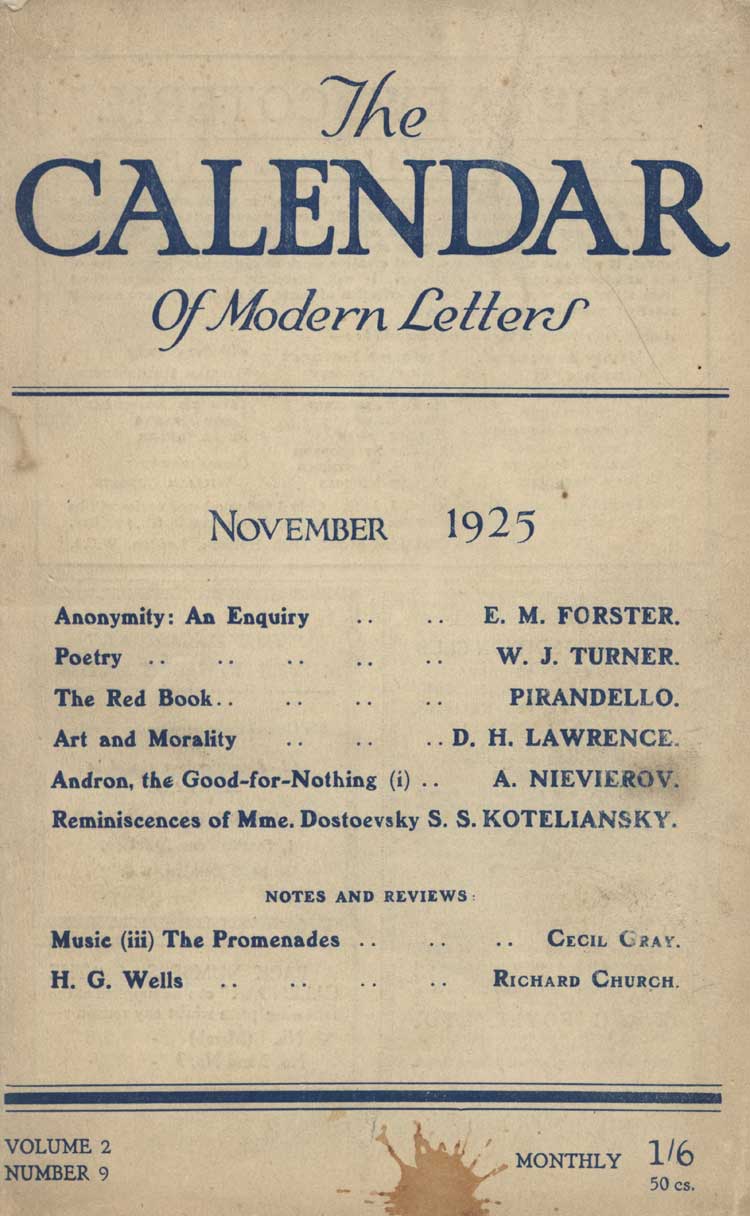 The
CALENDAR
Of Modern Letters
NOVEMBER 1925
Anonymity: An Enquiry .. .. E. M. FORSTER.
Poetry .. .. .. .. .. W. J. TURNER.
The Red Book.. .. .. .. PIRANDELLO.
Art and Morality .. .. .. D. H. LAWRENCE.
Andron, the Good-for-Nothing (i) .. A. NIEVIEROV.
Reminiscences of Mme. Dostoevsky S. S. KOTELIANSKY.
NOTES AND REVIEWS:
Music (iii) The Promenades .. .. .. CECIL GRAY.
H. G. Wells .. .. .. .. RICHARD CHURCH.
VOLUME 2
NUMBER 9
MONTHLY 1/6
50 cs.